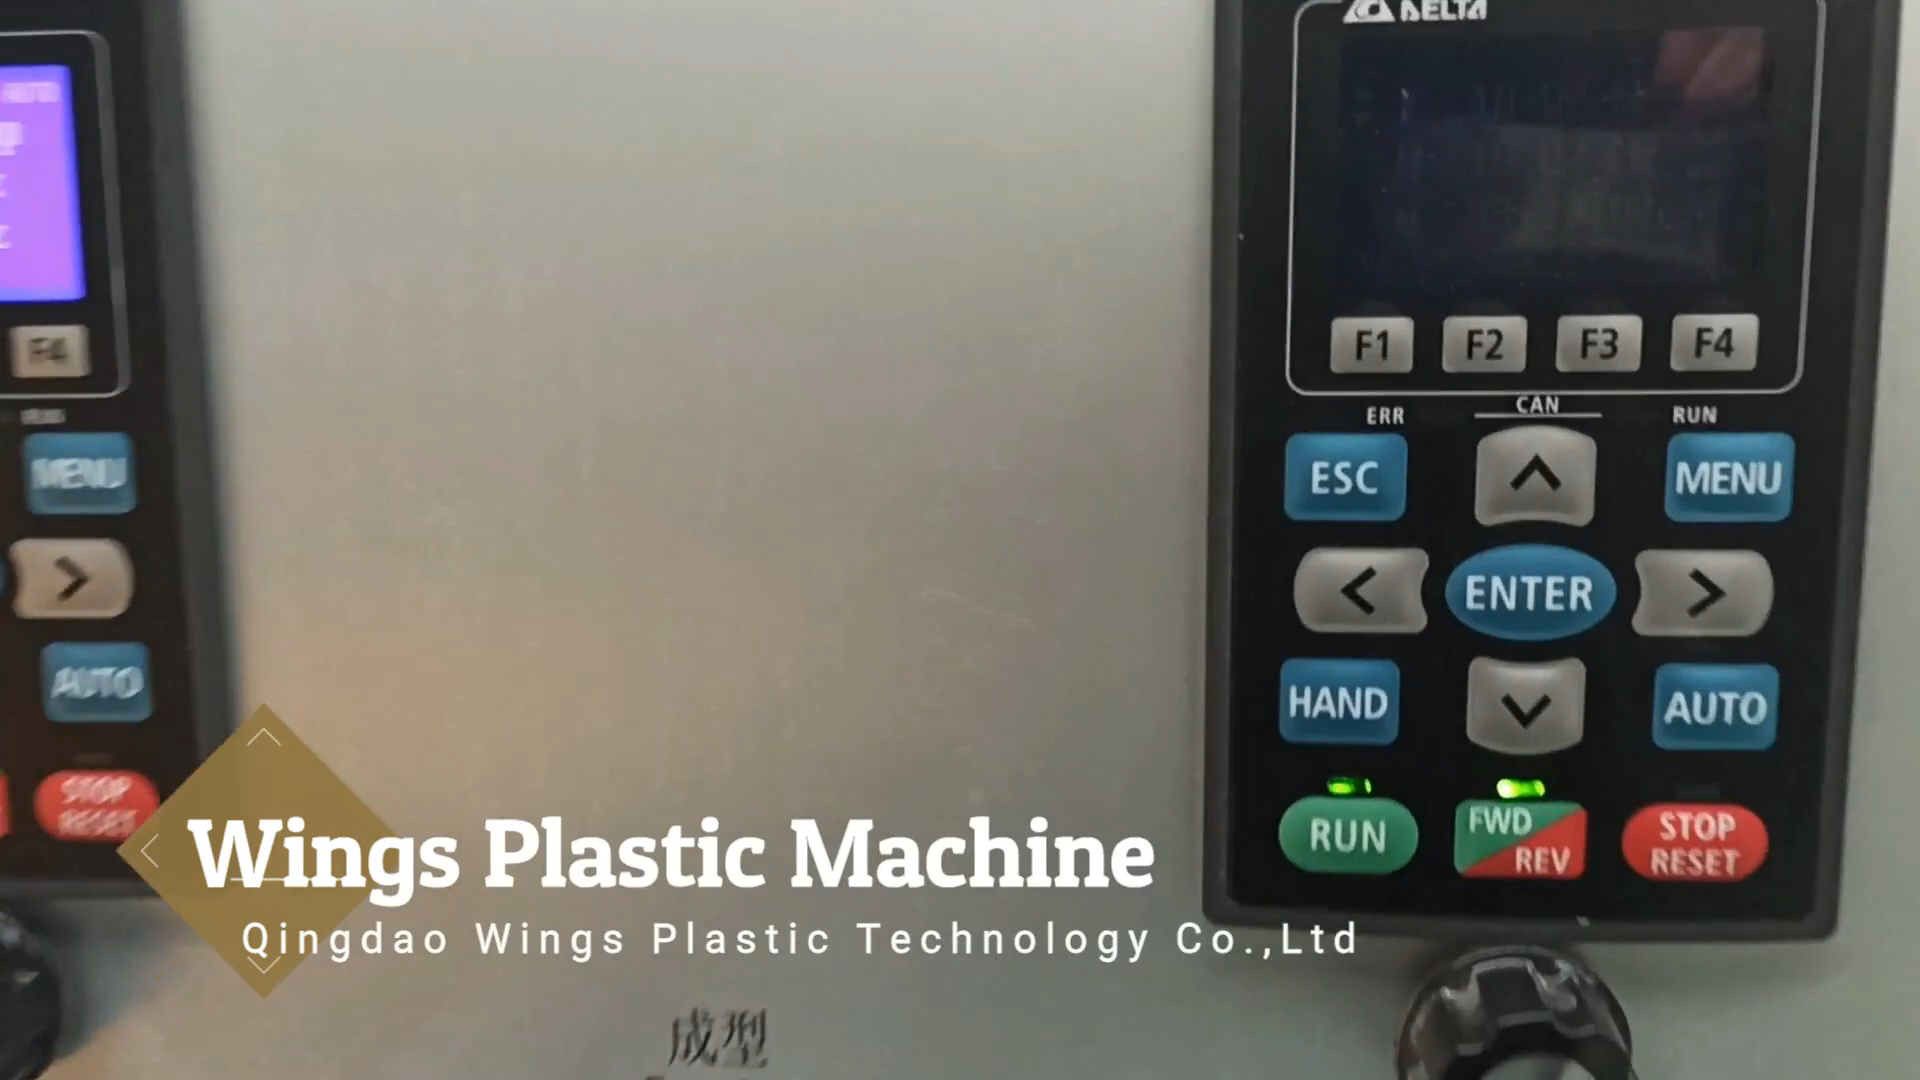 DELTA
AUTO
F4
F1 F2 F3 F4
ERR CAN RUN
MENU
ESC MENU
ENTER
AUTO
HAND AUTO
STOP
RESET
RUN
FWD
REV
STOP
RESET
Wings Plastic Machine
Qingdao Wings Plastic Technology Co.,Ltd
成型